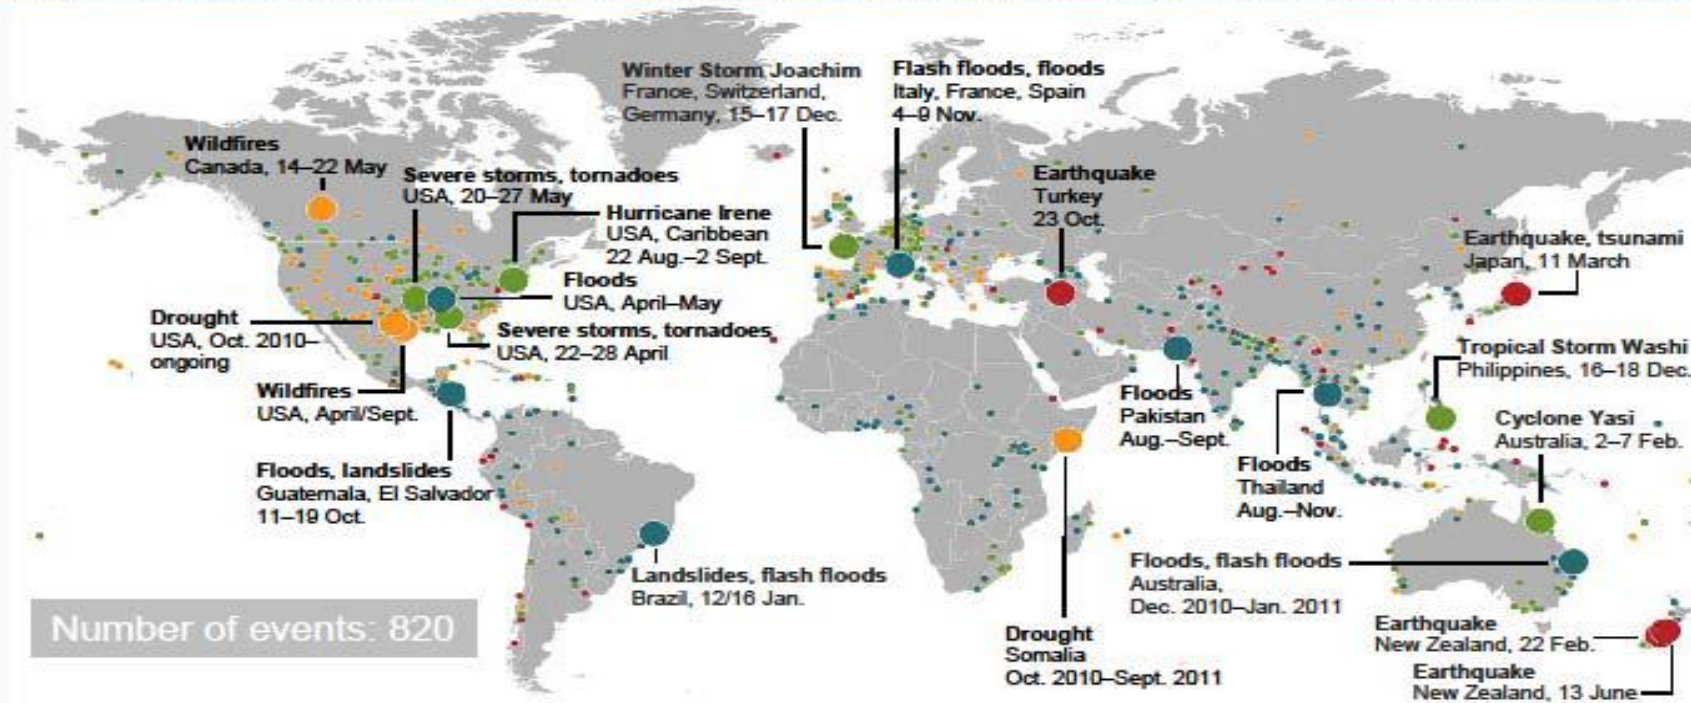 Winter Storm Joachim
France, Switzerland,
Germany, 15–17 Dec.
Flash floods, floods
Italy, France, Spain
4–9 Nov.
Wildfires
Canada, 14–22 May
Severe storms, tornadoes
USA, 20–27 May
Hurricane Irene
USA, Caribbean
22 Aug.–2 Sept.
Earthquake
Turkey
23 Oct.
Earthquake, tsunami
Japan, 11 March
Floods
USA, April–May
Drought
USA, Oct. 2010–
ongoing
Severe storms, tornadoes
USA, 22–28 April
Wildfires
USA, April/Sept.
Tropical Storm Washi
Philippines, 16–18 Dec.
Floods
Pakistan
Aug.–Sept.
Cyclone Yasi
Australia, 2–7 Feb.
Floods, landslides
Guatemala, El Salvador
11–19 Oct.
Floods
Thailand
Aug.–Nov.
Landslides, flash floods
Brazil, 12/16 Jan.
Floods, flash floods
Australia,
Dec. 2010–Jan. 2011
Number of events: 820
Drought
Somalia
Oct. 2010–Sept. 2011
Earthquake
New Zealand, 22 Feb.
Earthquake
New Zealand, 13 June